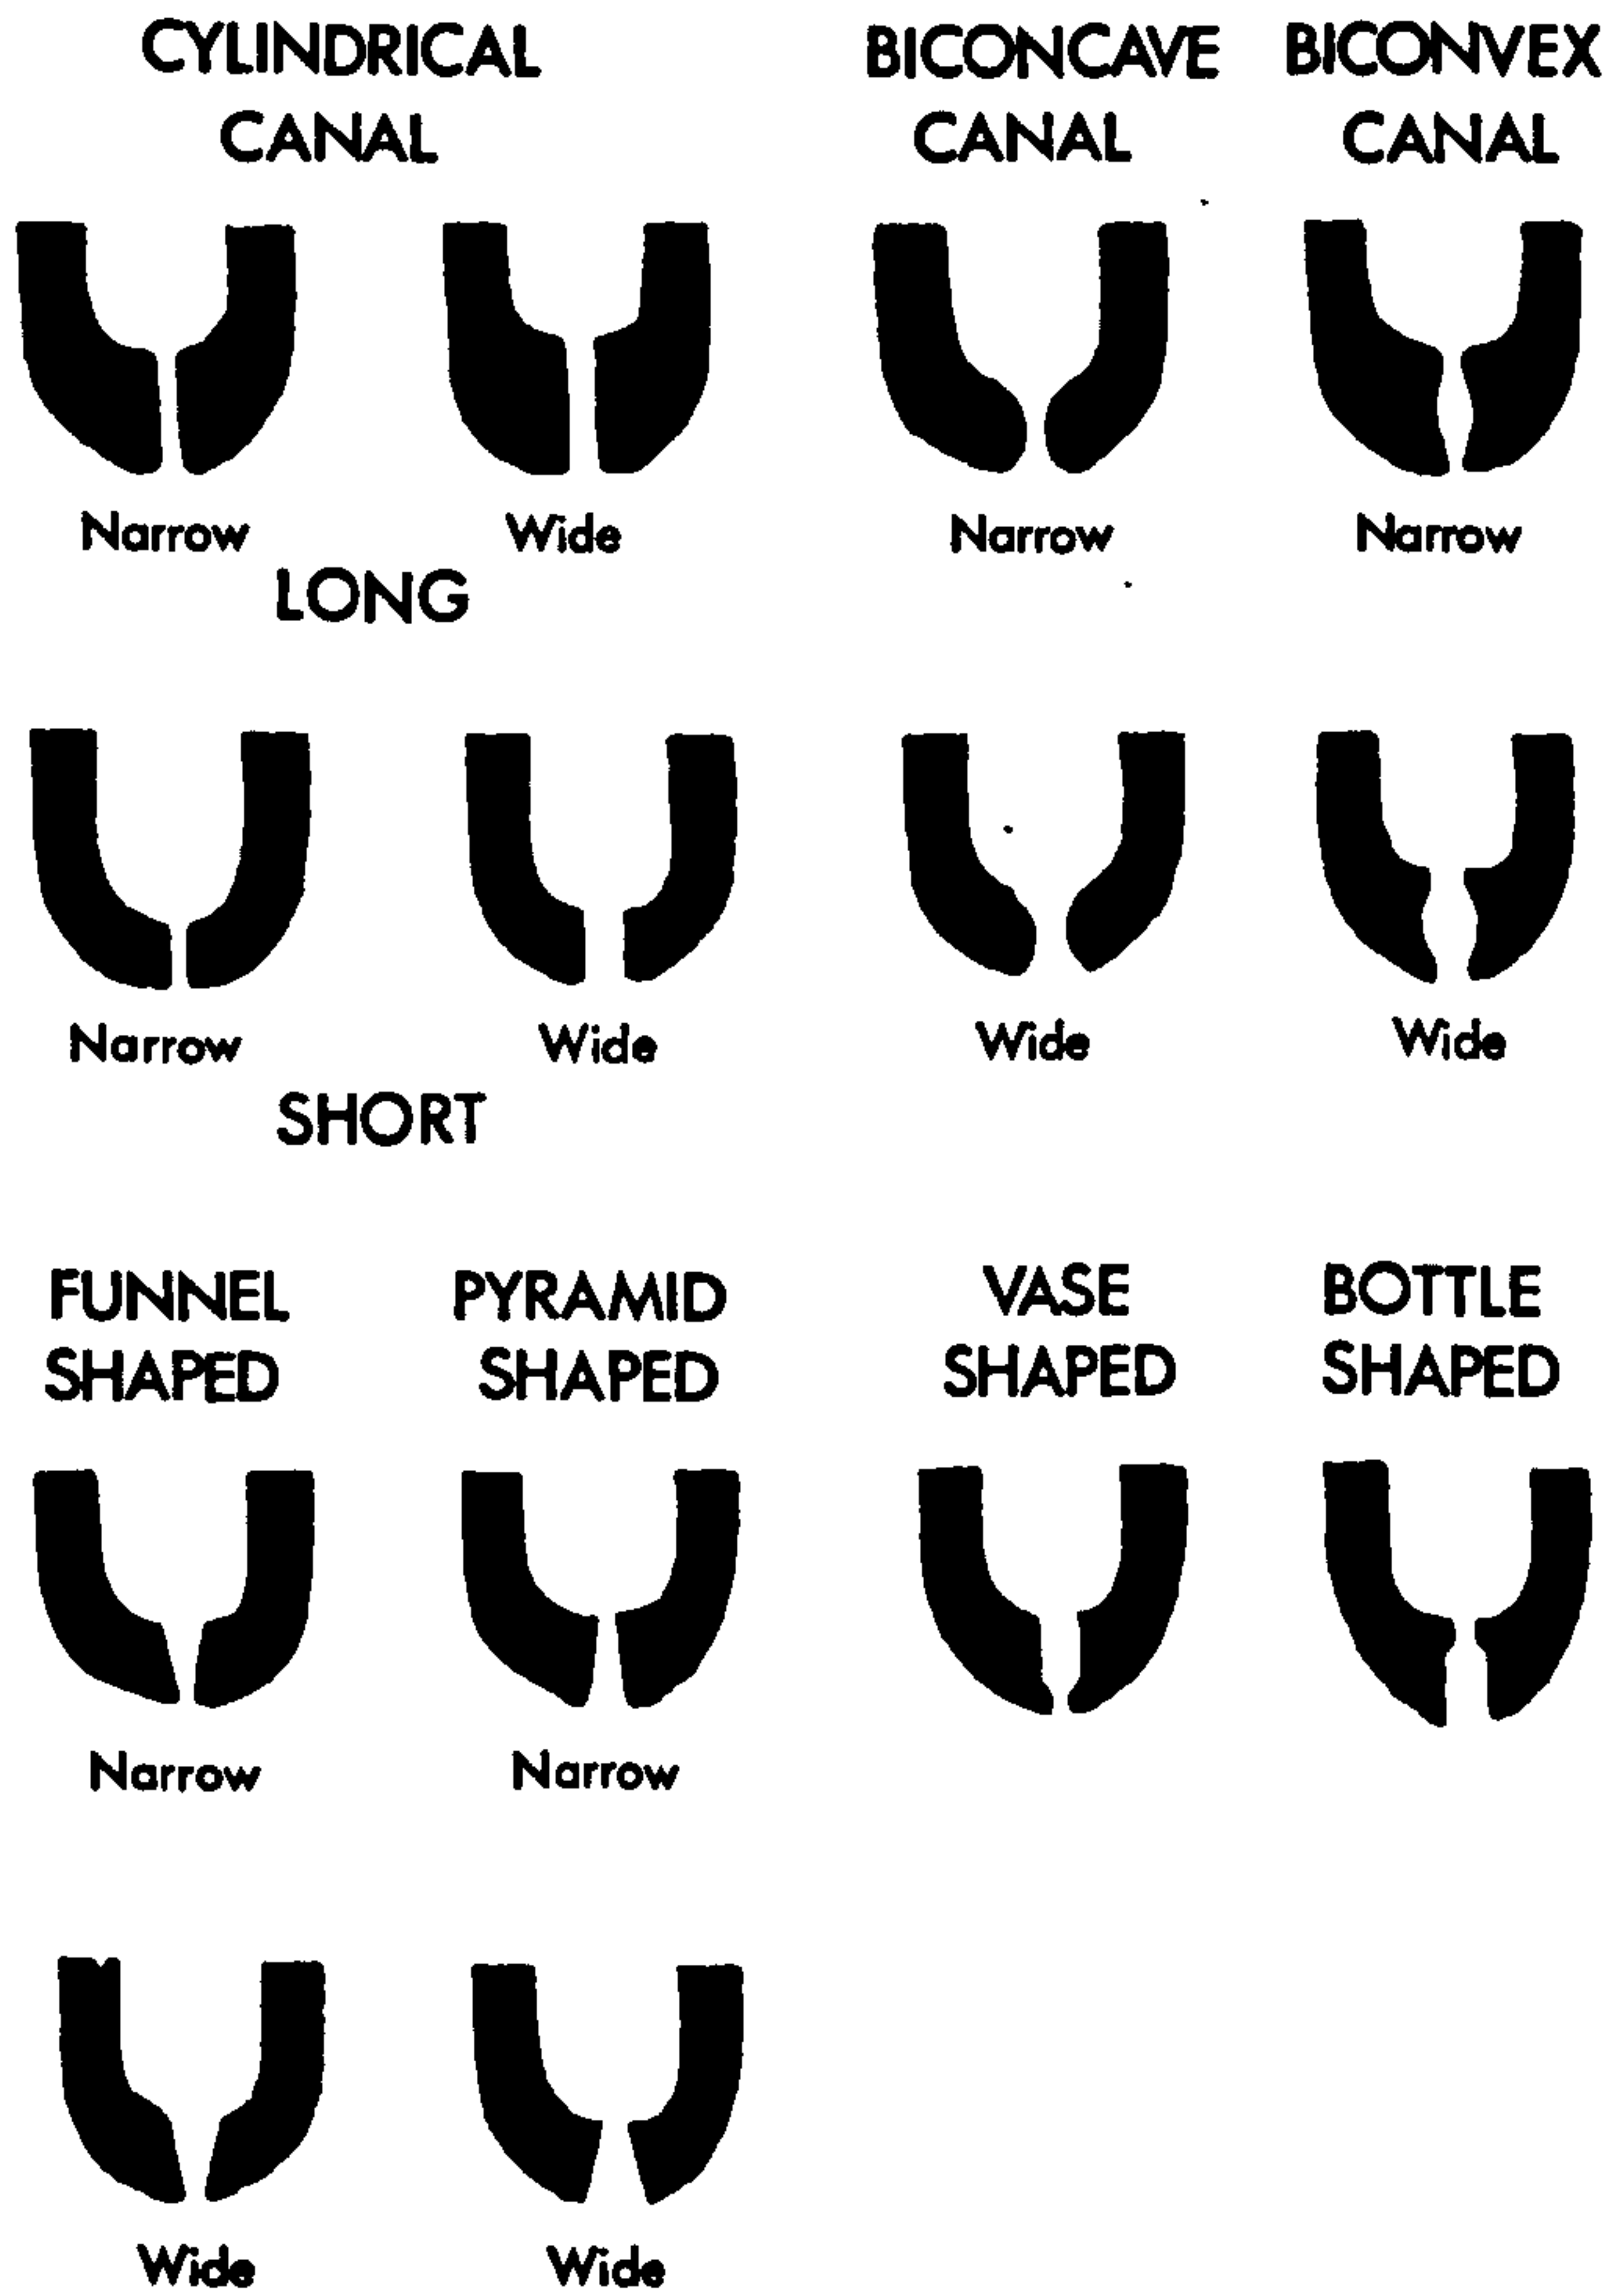 CYLINDRICAL BICONCAVE BICONVEX
CANAL CANAL CANAL
Narrow Wide Narrow Narrow
LONG
Narrow Wide Wide Wide
SHORT
FUNNEL PYRAMID VASE BOTTLE
SHAPED SHAPED SHAPED SHAPED
Narrow Narrow
Wide Wide